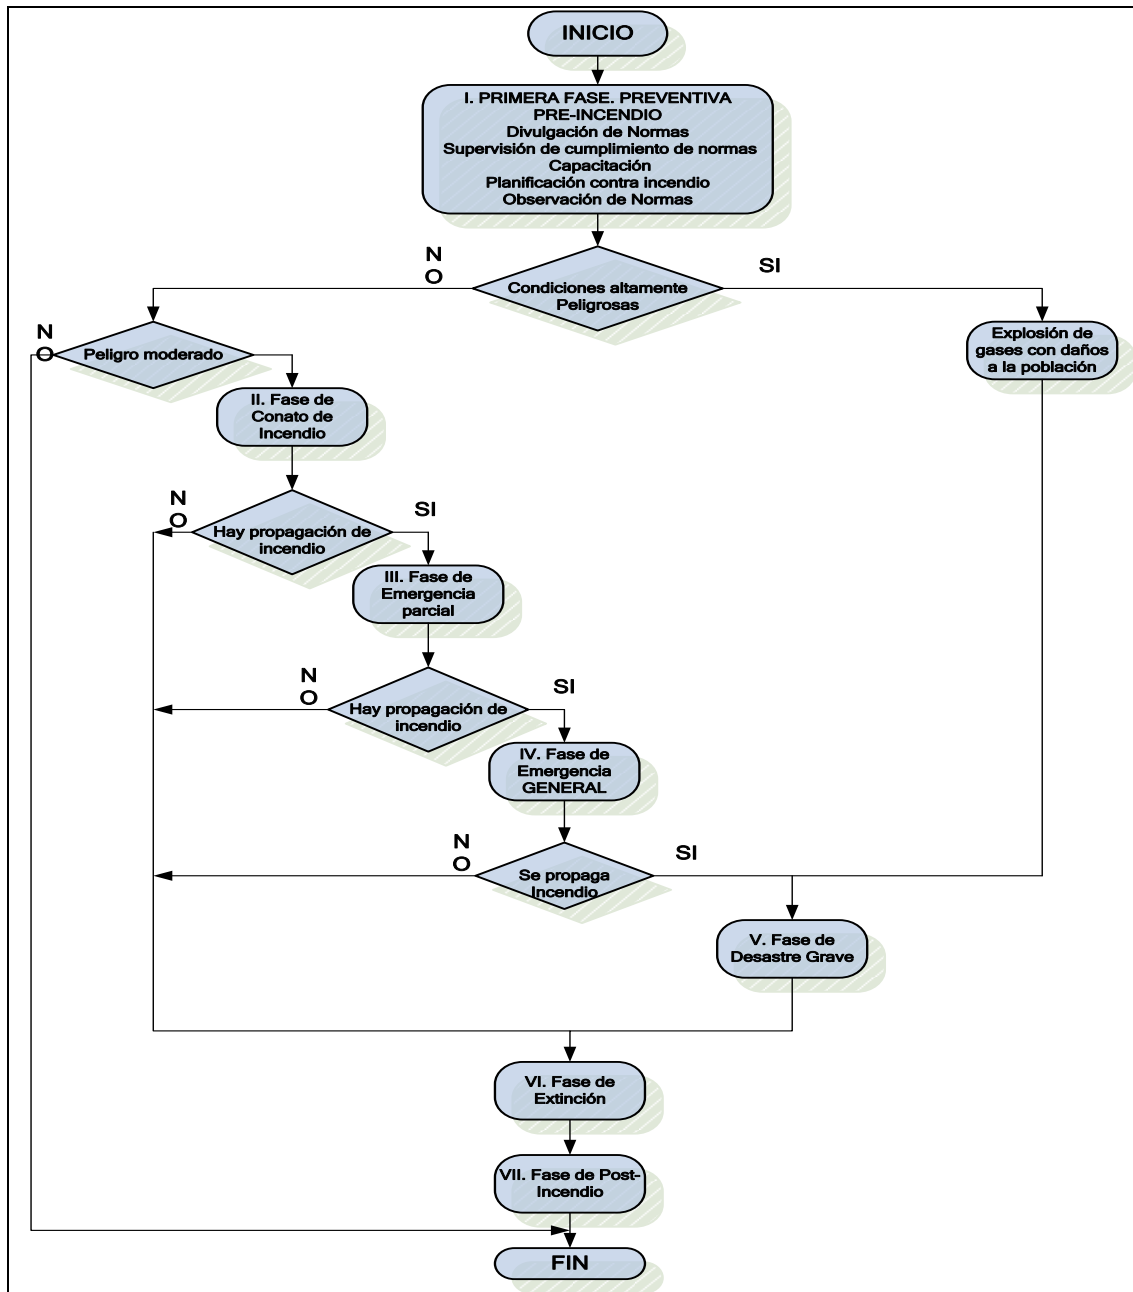 INICIO
I. PRIMERA FASE. PREVENTIVA
PRE-INCENDIO
Divulgación de Normas
Supervisión de cumplimiento de normas
Capacitación
Planificación contra incendio
Observación de Normas
N
O
SI
Condiciones altamente
Peligrosas
N
O
Peligro moderado
Explosión de
gases con daños
a la población
II. Fase de
Conato de
Incendio
N
O
SI
Hay propagación de
incendio
III. Fase de
Emergencia
parcial
N
O
SI
Hay propagación de
incendio
IV. Fase de
Emergencia
GENERAL
N
O
SI
Se propaga
Incendio
V. Fase de
Desastre Grave
VI. Fase de
Extinción
VII. Fase de Post-
Incendio
FIN